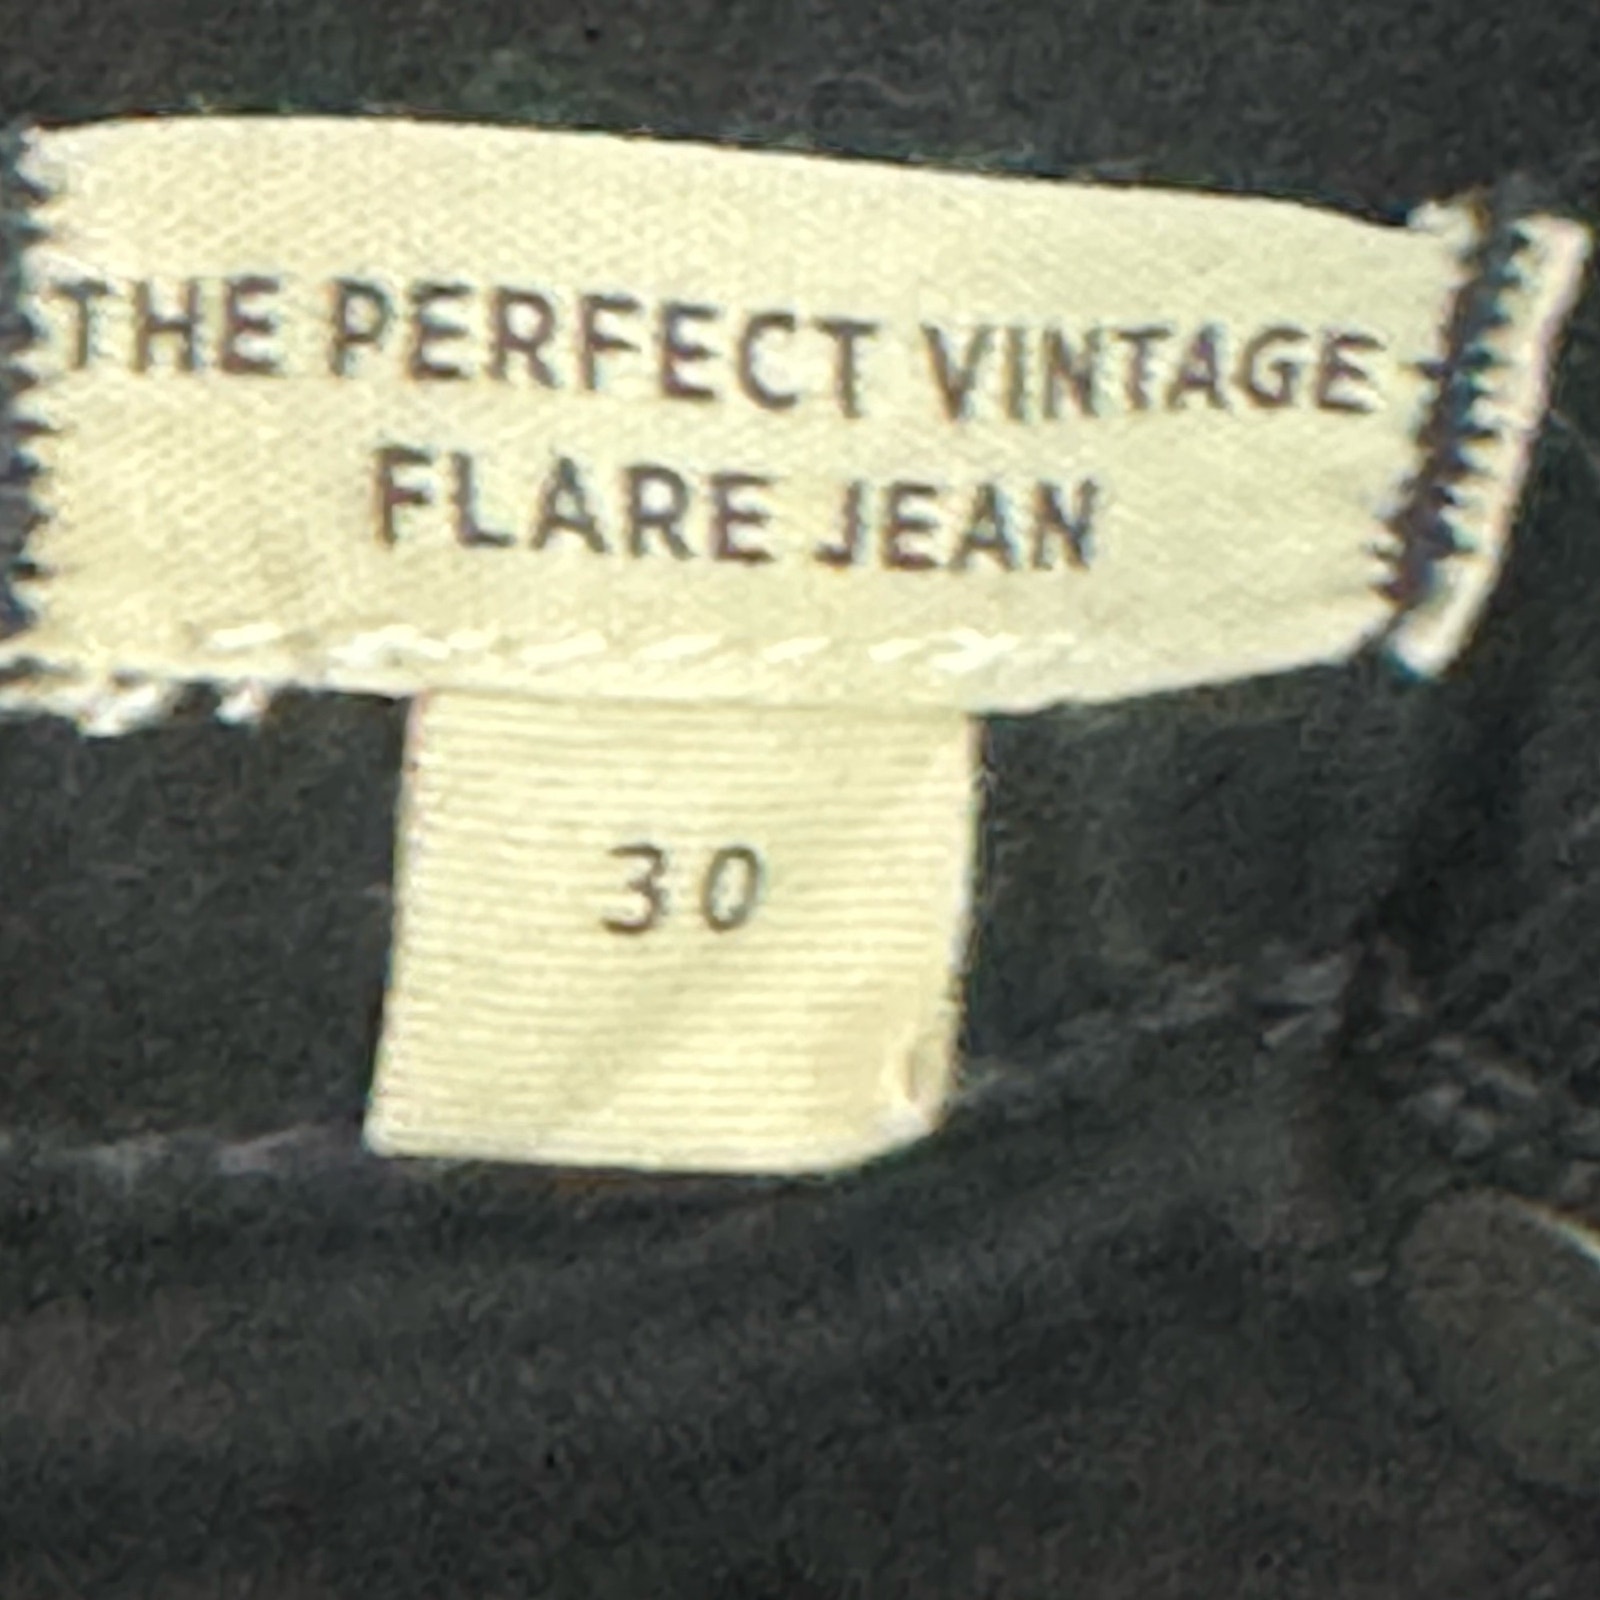 THE PERFECT VINTAGE
FLARE JEAN
30